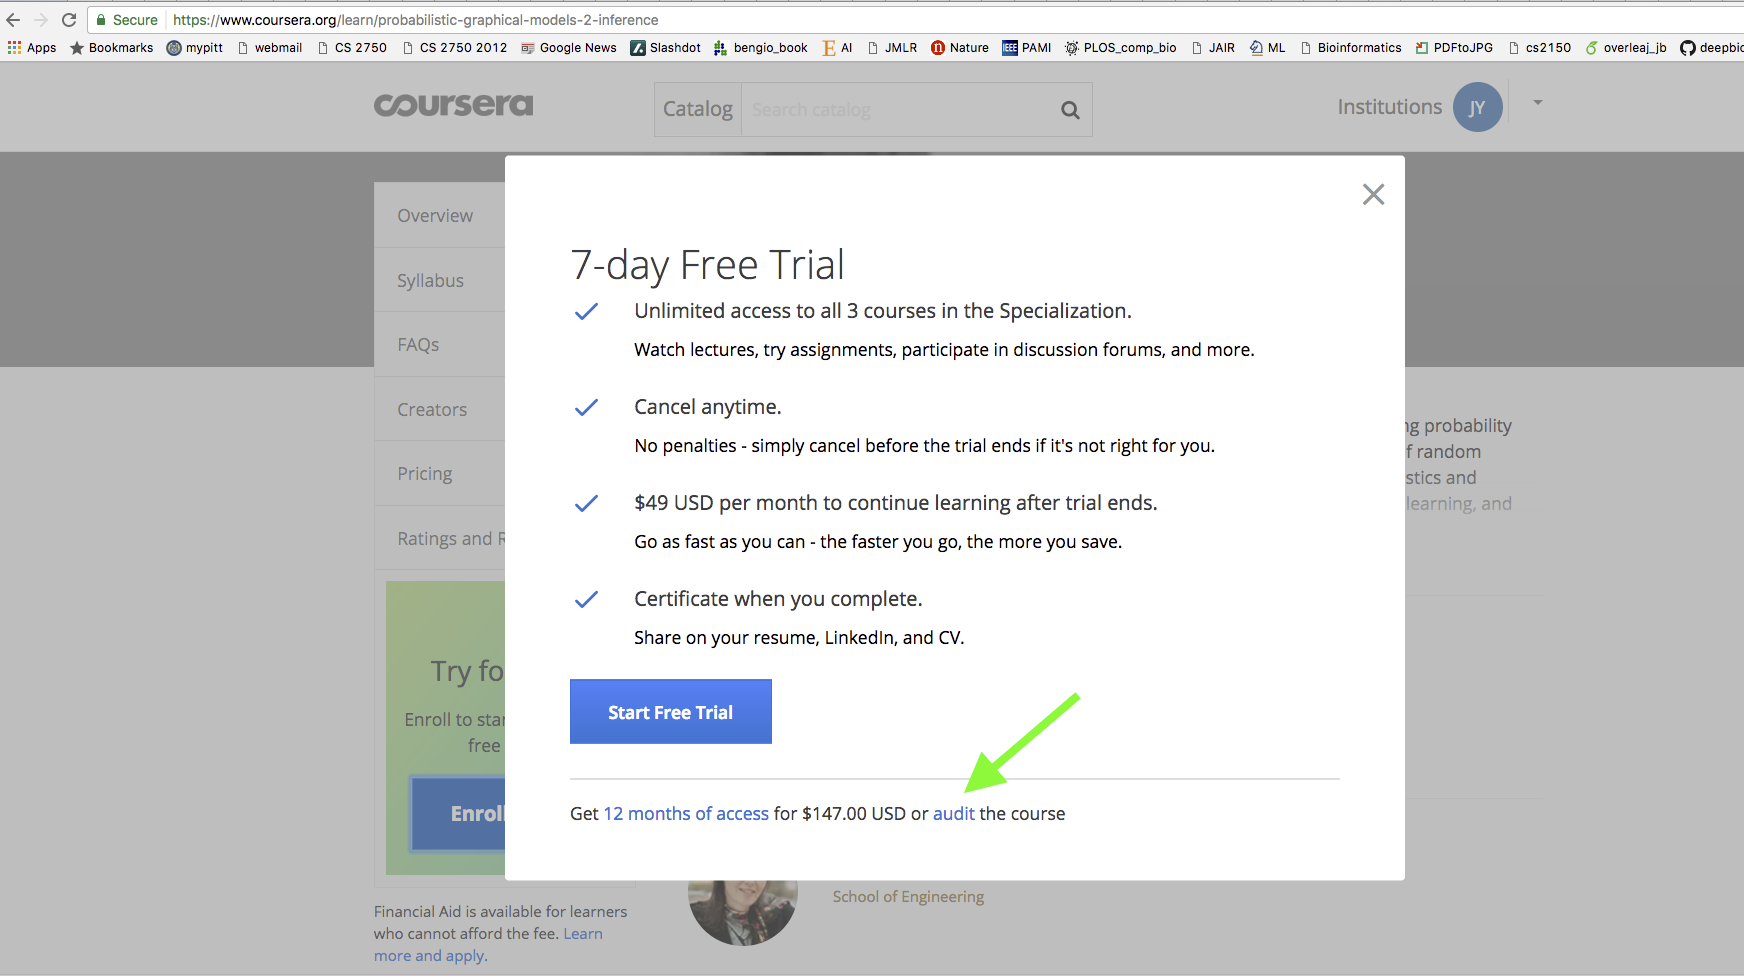 Secure https://www.coursera.org/learn/probabilistic-graphical-models-2-inference
Apps Bookmarks mypitt webmail CS 2750 CS 2750 2012 Google News Slashdot bengio_book AI JMLR Nature PAMI PLOS_comp_bio JAIR ML Bioinformatics PDFtoJPG cs2150 overleaj_jb deepbio
coursera Catalog Search catalog Institutions JY
Overview
Syllabus
FAQs
Creators
Pricing
Ratings and R
Try fo
Enroll to star
free
Enroll
Financial Aid is available for learners
who cannot afford the fee. Learn
more and apply.
7-day Free Trial
Unlimited access to all 3 courses in the Specialization.
Watch lectures, try assignments, participate in discussion forums, and more.
Cancel anytime.
No penalties - simply cancel before the trial ends if it's not right for you.
$49 USD per month to continue learning after trial ends.
Go as fast as you can - the faster you go, the more you save.
Certificate when you complete.
Share on your resume, LinkedIn, and CV.
Start Free Trial
Get 12 months of access for $147.00 USD or audit the course
ng probability
f random
stics and
learning, and
School of Engineering